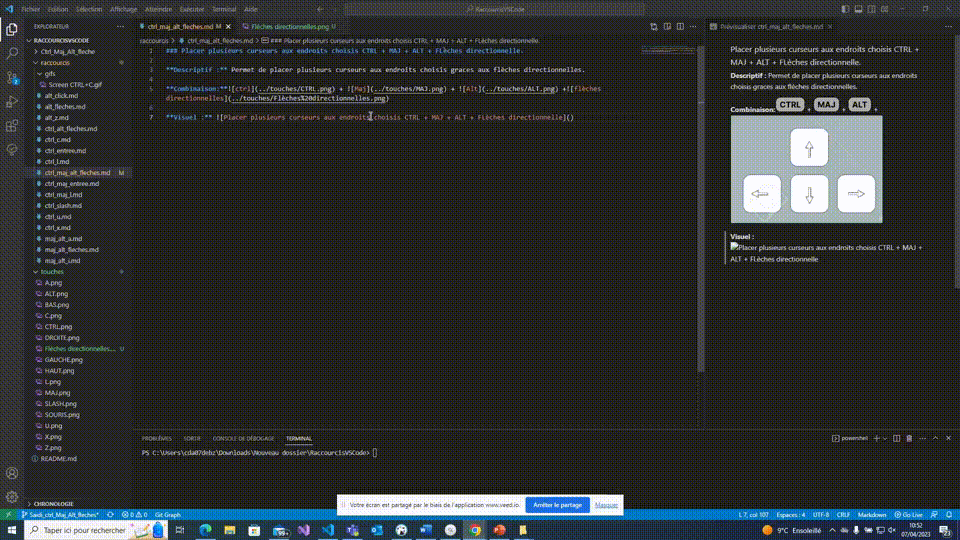 Fichier Edition Sélection Affichage Atteindre Exécuter Terminal Aide
RaccourcisVSCode
EXPLORATEUR
ctrl_maj_alt_fleches.md M
Flèches directionnelles.png U
Prévisualiser ctrl_maj_alt_fleches.md
RACCOURCISVSCODE
Ctrl_Maj_Alt_fleche
raccourcis
gifs
Screen CTRL+C.gif
alt_click.md
alt_fleches.md
alt_z.md
ctrl_alt_fleches.md
ctrl_c.md
ctrl_entree.md
ctrl_l.md
ctrl_maj_alt_fleches.md M
ctrl_maj_entree.md
ctrl_maj_l.md
ctrl_slash.md
ctrl_u.md
ctrl_x.md
maj_alt_a.md
maj_alt_fleches.md
maj_alt_i.md
touches
A.png
ALT.png
BAS.png
C.png
CTRL.png
DROITE.png
Flèches directionnelles... U
GAUCHE.png
HAUT.png
L.png
MAJ.png
SLASH.png
SOURIS.png
U.png
X.png
Z.png
README.md
CHRONOLOGIE
raccourcis > ctrl_maj_alt_fleches.md > ### Placer plusieurs curseurs aux endroits choisis CTRL + MAJ + ALT + FLèches directionnelle.
1 ### Placer plusieurs curseurs aux endroits choisis CTRL + MAJ + ALT + FLèches directionnelle.
2
3 **Descriptif :** Permet de placer plusieurs curseurs aux endroits choisis graces aux flèches directionnelles.
4
5 **Combinaison:**![ctrl](../touches/CTRL.png) + ![Maj](../touches/MAJ.png) + ![Alt](../touches/ALT.png) +![flèches
directionnelles](../touches/Flèches%20directionnelles.png)
6
7 **Visuel :** ![Placer plusieurs curseurs aux endroits choisis CTRL + MAJ + ALT + FLèches directionnelle]()
Placer plusieurs curseurs aux endroits choisis CTRL +
MAJ + ALT + FLèches directionnelle.
Descriptif : Permet de placer plusieurs curseurs aux endroits
choisis graces aux flèches directionnelles.
Combinaison: CTRL + MAJ + ALT +
Visuel :
Placer plusieurs curseurs aux endroits choisis CTRL + MAJ +
ALT + FLèches directionnelle
PROBLÈMES SORTIE CONSOLE DE DÉBOGAGE TERMINAL
powershell
PS C:\Users\cda07debz\Downloads\Nouveau dossier\RaccourcisVSCode>
Votre écran est partagé par le biais de l'application www.veed.io. Arrêter le partage Masquer
Saidi_ctrl_Maj_Alt_Fleches* 0 0 Git Graph
L 7, col 107 Espaces : 4 UTF-8 CRLF Markdown Go Live
Taper ici pour rechercher
99+
9°C Ensoleillé
10:52
07/04/2023